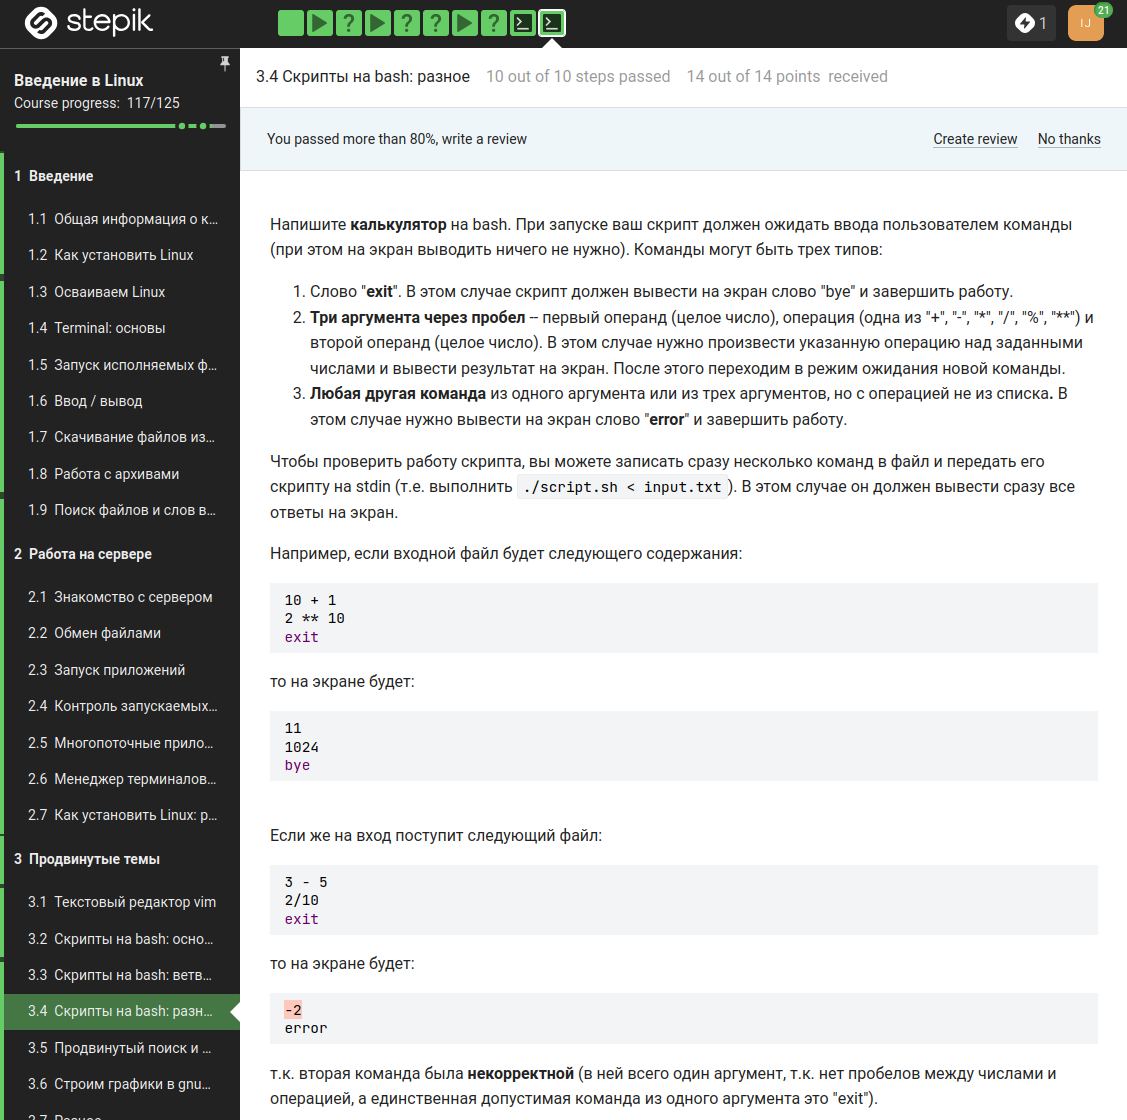 stepik
1
IJ
21
Введение в Linux
Course progress: 117/125
1 Введение
1.1 Общая информация о к...
1.2 Как установить Linux
1.3 Осваиваем Linux
1.4 Terminal: основы
1.5 Запуск исполняемых ф...
1.6 Ввод / вывод
1.7 Скачивание файлов из...
1.8 Работа с архивами
1.9 Поиск файлов и слов в...
2 Работа на сервере
2.1 Знакомство с сервером
2.2 Обмен файлами
2.3 Запуск приложений
2.4 Контроль запускаемых...
2.5 Многопоточные прило...
2.6 Менеджер терминалов...
2.7 Как установить Linux: р...
3 Продвинутые темы
3.1 Текстовый редактор vim
3.2 Скрипты на bash: осно...
3.3 Скрипты на bash: ветв...
3.4 Скрипты на bash: разн...
3.5 Продвинутый поиск и ...
3.6 Строим графики в gnu...
3.7 Разное
3.4 Скрипты на bash: разное 10 out of 10 steps passed 14 out of 14 points received
You passed more than 80%, write a review
Create review No thanks
Напишите калькулятор на bash. При запуске ваш скрипт должен ожидать ввода пользователем команды
(при этом на экран выводить ничего не нужно). Команды могут быть трех типов:
1. Слово "exit". В этом случае скрипт должен вывести на экран слово "bye" и завершить работу.
2. Три аргумента через пробел -- первый операнд (целое число), операция (одна из "+", "-", "*", "/", "%", "**") и
второй операнд (целое число). В этом случае нужно произвести указанную операцию над заданными
числами и вывести результат на экран. После этого переходим в режим ожидания новой команды.
3. Любая другая команда из одного аргумента или из трех аргументов, но с операцией не из списка. В
этом случае нужно вывести на экран слово "error" и завершить работу.
Чтобы проверить работу скрипта, вы можете записать сразу несколько команд в файл и передать его
скрипту на stdin (т.е. выполнить ./script.sh < input.txt ). В этом случае он должен вывести сразу все
ответы на экран.
Например, если входной файл будет следующего содержания:
10 + 1
2 ** 10
exit
то на экране будет:
11
1024
bye
Если же на вход поступит следующий файл:
3 - 5
2/10
exit
то на экране будет:
-2
error
т.к. вторая команда была некорректной (в ней всего один аргумент, т.к. нет пробелов между числами и
операцией, а единственная допустимая команда из одного аргумента это "exit").